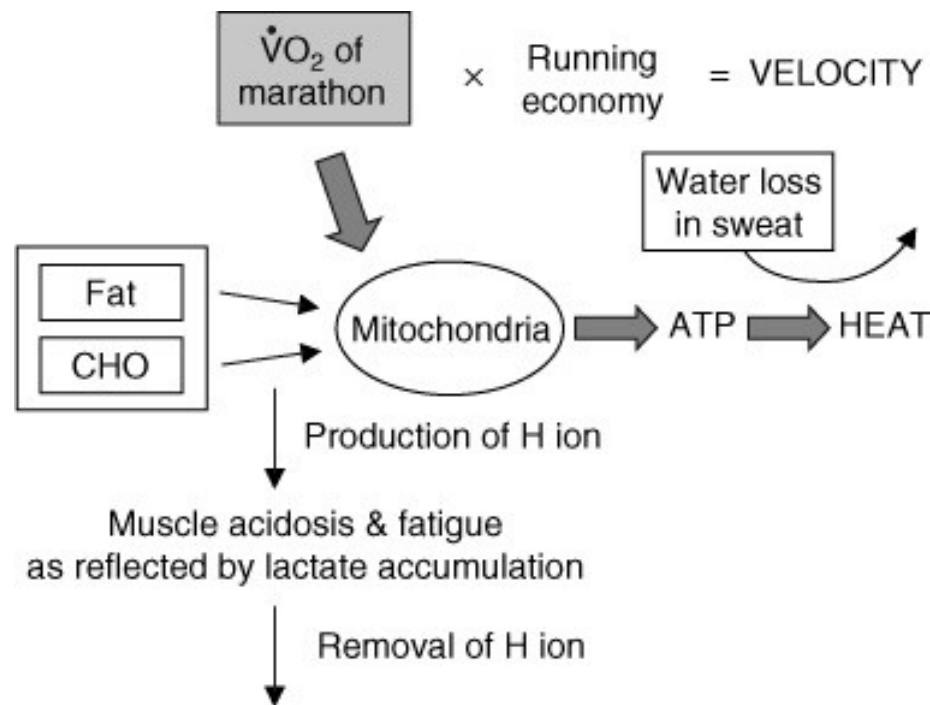 V̇O₂ of
marathon
×
Running
economy
= VELOCITY
Water loss
in sweat
Fat
CHO
Mitochondria
ATP
HEAT
Production of H ion
Muscle acidosis & fatigue
as reflected by lactate accumulation
Removal of H ion